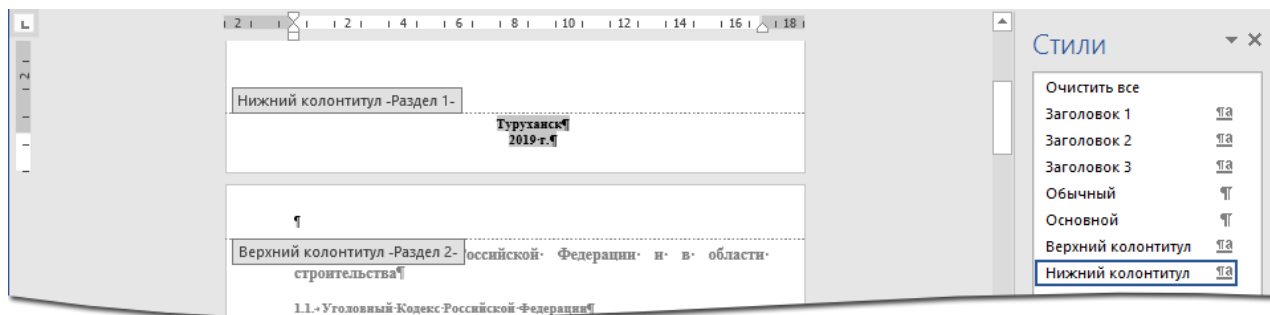 L
2 1 2 4 6 8 10 12 14 16 18
Стили
2
Очистить все
Нижний колонтитул -Раздел 1-
Заголовок 1 ¶a
Туруханск¶
Заголовок 2 ¶a
2019·г.¶
Заголовок 3 ¶a
Обычный ¶
¶
Основной ¶
Верхний колонтитул -Раздел 2-
оссийской· Федерации· и· в· области·
Верхний колонтитул ¶a
строительства¶
Нижний колонтитул ¶a
1.1.→Уголовный·Кодекс·Российской·Федерации¶